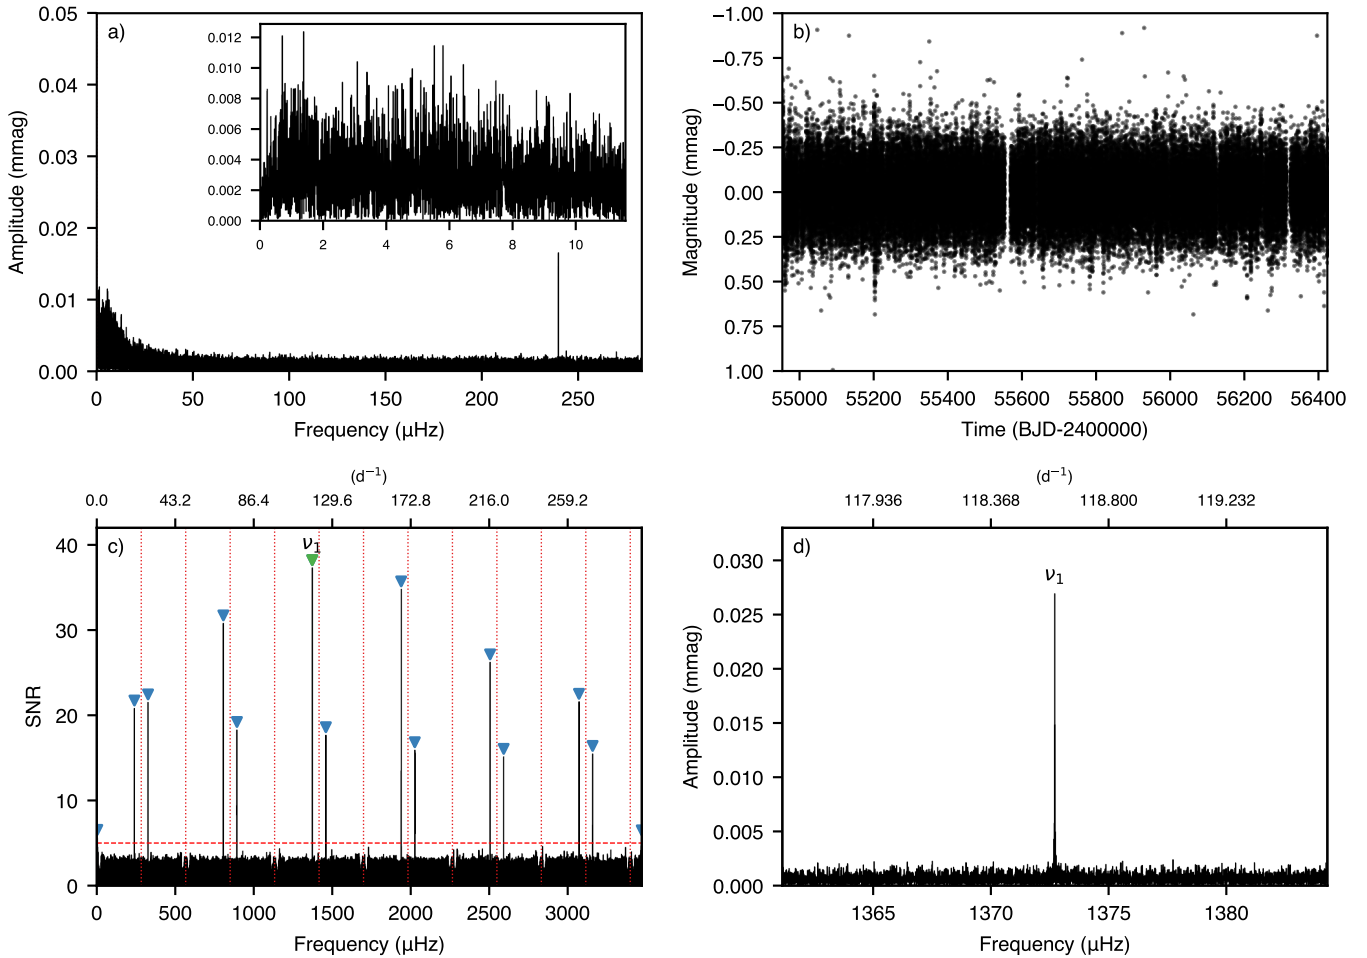 a)
Amplitude (mmag)
0.05
0.04
0.03
0.02
0.01
0.00
0 50 100 150 200 250
Frequency (μHz)
0.012
0.010
0.008
0.006
0.004
0.002
0.000
0 2 4 6 8 10
b)
Magnitude (mmag)
−1.00
−0.75
−0.50
−0.25
0.00
0.25
0.50
0.75
1.00
55000 55200 55400 55600 55800 56000 56200 56400
Time (BJD-2400000)
(d⁻¹)
0.0 43.2 86.4 129.6 172.8 216.0 259.2
c)
ν₁
SNR
40
30
20
10
0
0 500 1000 1500 2000 2500 3000
Frequency (μHz)
(d⁻¹)
117.936 118.368 118.800 119.232
d)
ν₁
Amplitude (mmag)
0.030
0.025
0.020
0.015
0.010
0.005
0.000
1365 1370 1375 1380
Frequency (μHz)